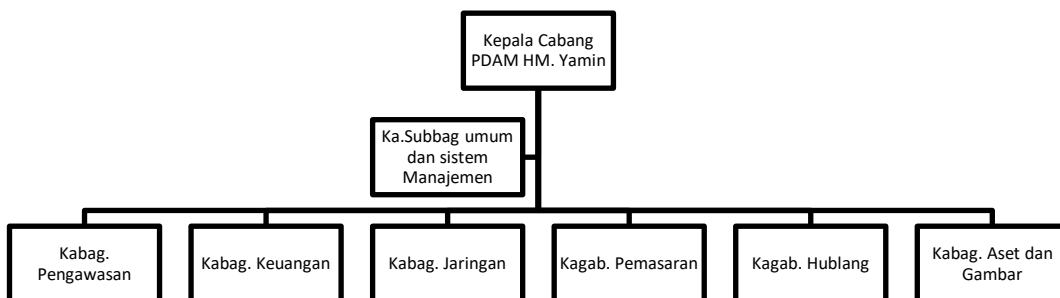 Kepala Cabang
PDAM HM. Yamin
Ka.Subbag umum
dan sistem
Manajemen
Kabag.
Pengawasan
Kabag. Keuangan
Kabag. Jaringan
Kagab. Pemasaran
Kagab. Hublang
Kabag. Aset dan
Gambar